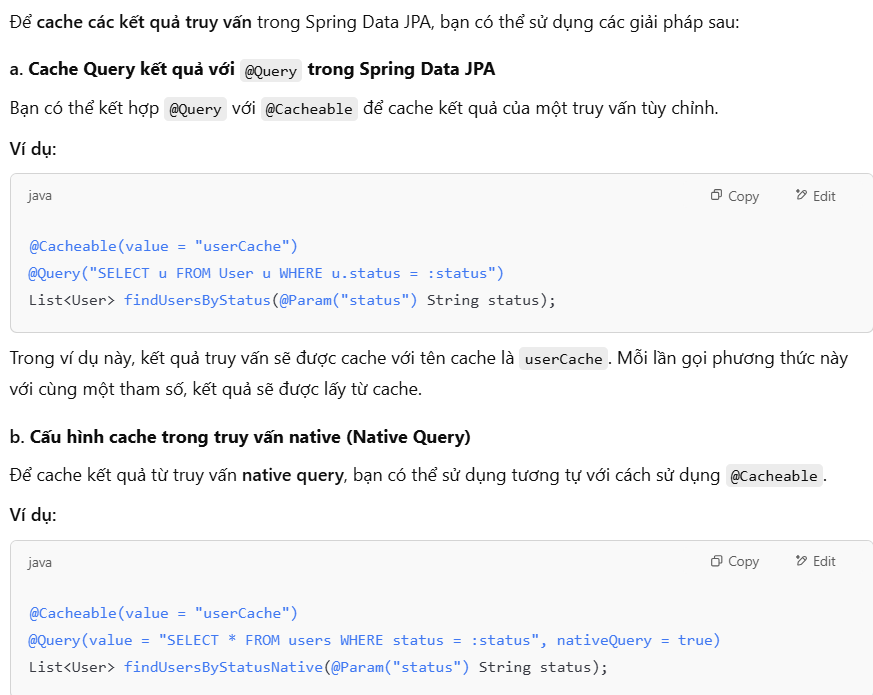 Để cache các kết quả truy vấn trong Spring Data JPA, bạn có thể sử dụng các giải pháp sau:
a. Cache Query kết quả với @Query trong Spring Data JPA
Bạn có thể kết hợp @Query với @Cacheable để cache kết quả của một truy vấn tùy chỉnh.
Ví dụ:
java Copy Edit
@Cacheable(value = "userCache")
@Query("SELECT u FROM User u WHERE u.status = :status")
List<User> findUsersByStatus(@Param("status") String status);
Trong ví dụ này, kết quả truy vấn sẽ được cache với tên cache là userCache. Mỗi lần gọi phương thức này
với cùng một tham số, kết quả sẽ được lấy từ cache.
b. Cấu hình cache trong truy vấn native (Native Query)
Để cache kết quả từ truy vấn native query, bạn có thể sử dụng tương tự với cách sử dụng @Cacheable.
Ví dụ:
java Copy Edit
@Cacheable(value = "userCache")
@Query(value = "SELECT * FROM users WHERE status = :status", nativeQuery = true)
List<User> findUsersByStatusNative(@Param("status") String status);